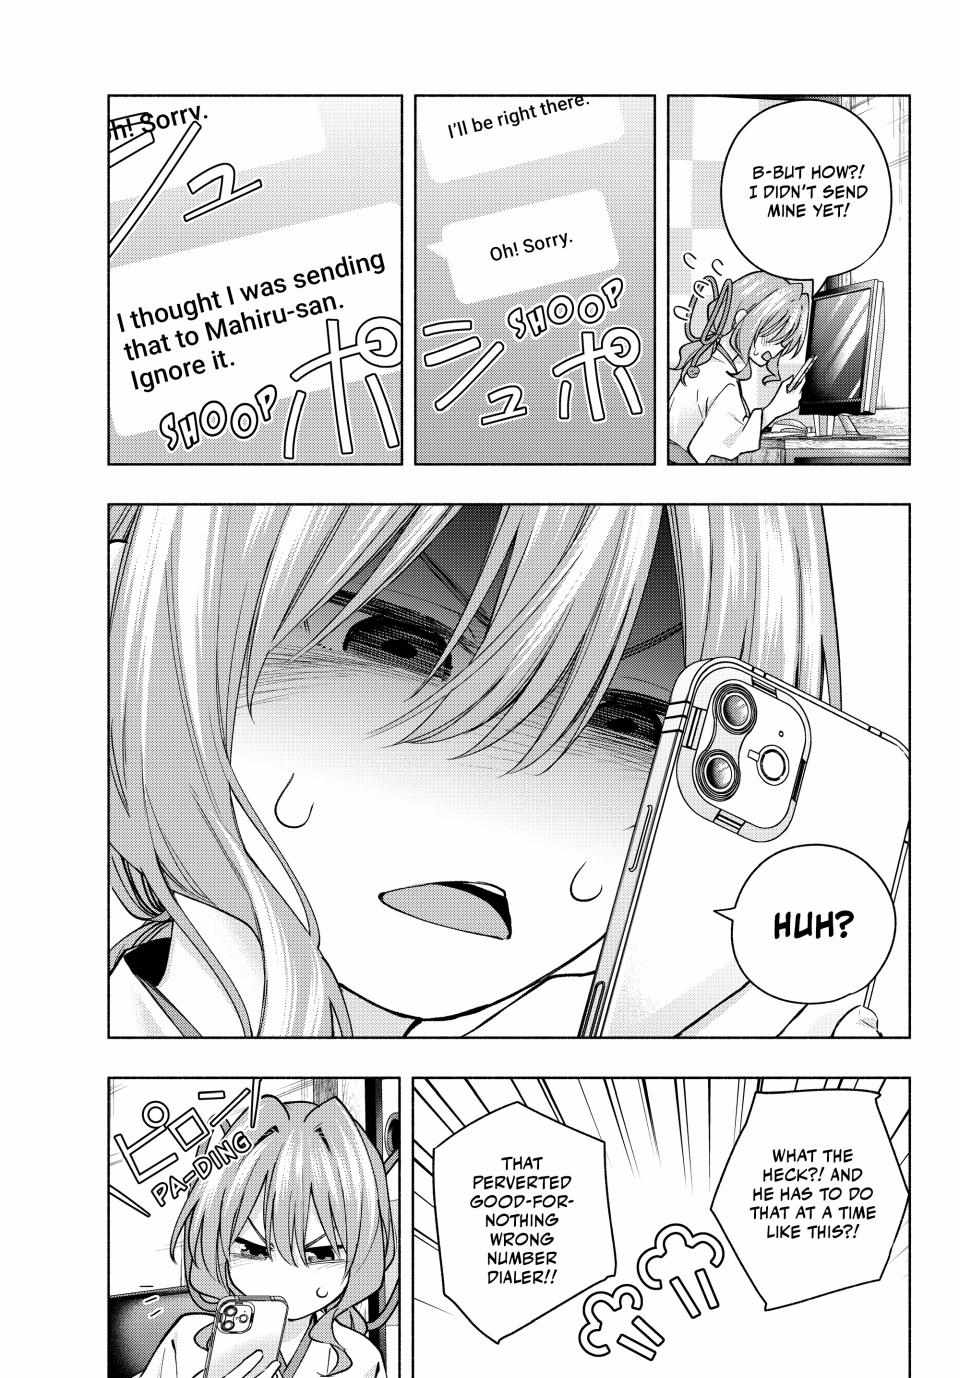 B-BUT HOW?!
I DIDN'T SEND
MINE YET!
I'll be right there.
Oh! Sorry.
SHOOP
シュポ
Oh! Sorry.
I thought I was sending
that to Mahiru-san.
Ignore it.
SHOOP
シュポ
HUH?
WHAT THE
HECK?! AND
HE HAS TO DO
THAT AT A TIME
LIKE THIS?!
THAT
PERVERTED
GOOD-FOR-
NOTHING
WRONG
NUMBER
DIALER!!
ピロン
PA-DING